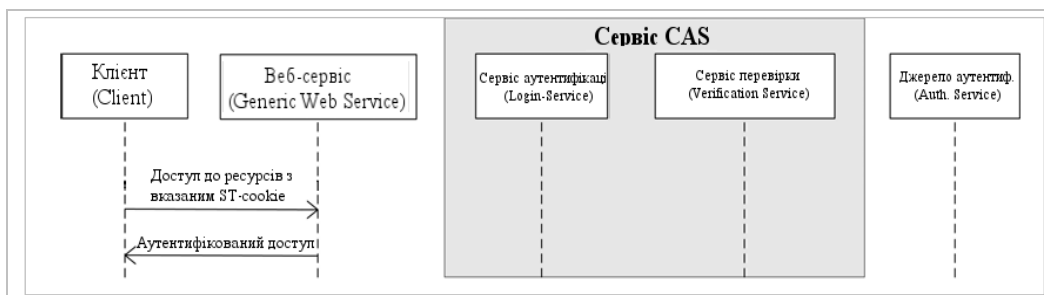 Сервіс CAS
Клієнт
(Client)
Веб-сервіс
(Generic Web Service)
Сервіс аутентифікаці
(Login-Service)
Сервіс перевірки
(Verification Service)
Джерело аутентиф.
(Auth. Service)
Доступ до ресурсів з
вказаним ST-cookie
Аутентифікований доступ